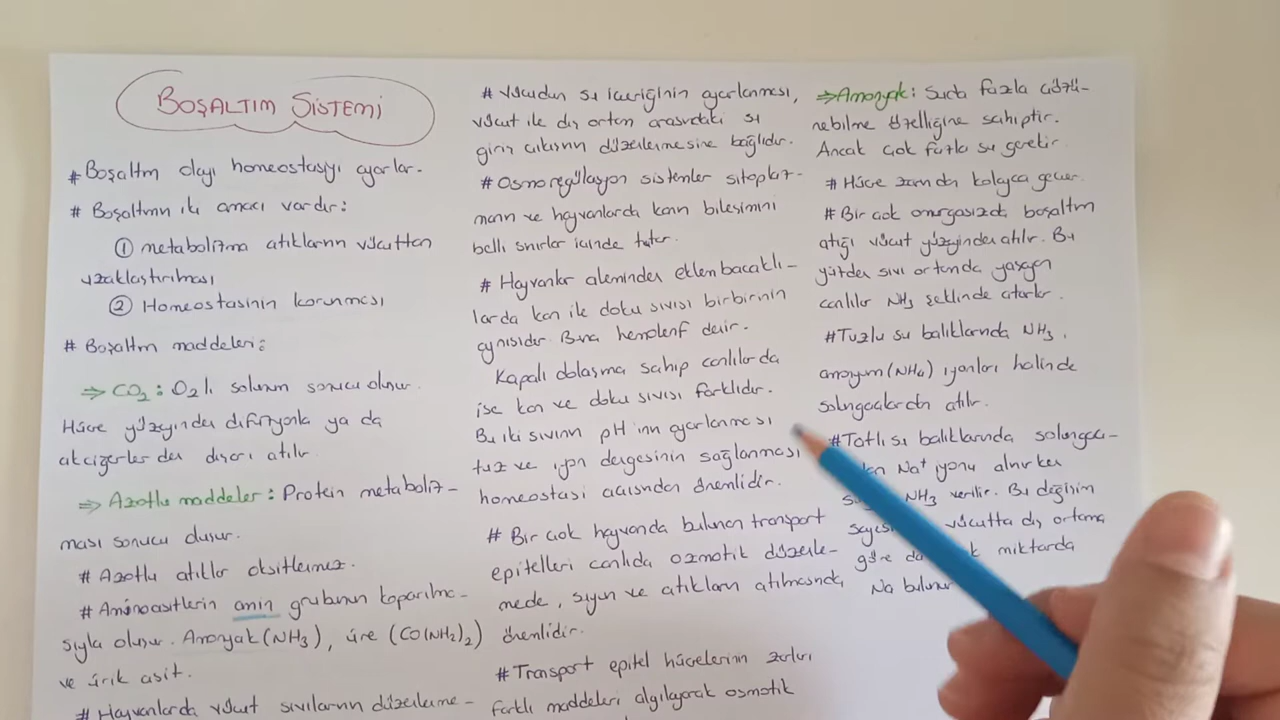 BOŞALTIM SİSTEMİ
# Boşaltım olayı homeostasiyi ayarlar.
# Boşaltımın iki amacı vardır:
① metabolizma atıkların vücuttan
uzaklaştırılması
② Homeostasinin korunması
# Boşaltım maddeleri:
⇒ CO₂: O₂li solunum sonucu oluşur.
Hücre yüzeyinden difüzyonla ya da
akciğerlerden dışarı atılır.
⇒ Azotlu maddeler: Protein metaboliz-
ması sonucu oluşur.
# Azotlu atıklar oksitlenmez.
# Aminoasitlerin amin grubunun koparılma-
sıyla oluşur. Amonyak (NH3), üre (CO(NH2)2)
ve ürik asit.
# Hayvanlarda vücut sıvılarının düzenlenme-
# Vücudun su içeriğinin ayarlanması,
vücut ile dış ortam arasındaki su
giriş çıkışının düzenlenmesine bağlıdır.
# Osmoregülasyon sistemler sitoplaz-
manın ve hayvanlarda kanın bileşimini
belli sınırlar içinde tutar.
# Hayvanlar aleminden eklembacaklı-
larda kan ile doku sıvısı birbirinin
aynısıdır. Buna hemolenf denir.
Kapalı dolaşıma sahip canlılarda
ise kan ve doku sıvısı farklıdır.
Bu iki sıvının pH'ının ayarlanması
tuz ve iyon dengesinin sağlanması
homeostasi açısından önemlidir.
# Bir çok hayvanda bulunan transport
epitelleri canlıda ozmotik düzenle-
mede, suyun ve atıkların atılmasında
önemlidir.
# Transport epitel hücrelerinin zarları
farklı maddeleri algılayarak osmotik
⇒ Amonyak: Suda fazla çözü-
nebilme özelliğine sahiptir.
Ancak çok fazla su gerekir.
# Hücre zarından kolayca geçer.
# Bir çok omurgasızda boşaltım
atığı vücut yüzeyinden atılır. Bu
yüzden sıvı ortamda yaşayan
canlılar NH3 şeklinde atarlar.
# Tuzlu su balıklarında NH3,
amonyum (NH4) iyonları halinde
solungaçlardan atılır.
# Tatlı su balıklarında solungaç-
Na+ iyonu alınırken
NH3 verilir. Bu değişim
vücutta dış ortama
göre miktarda
Na bulunur.